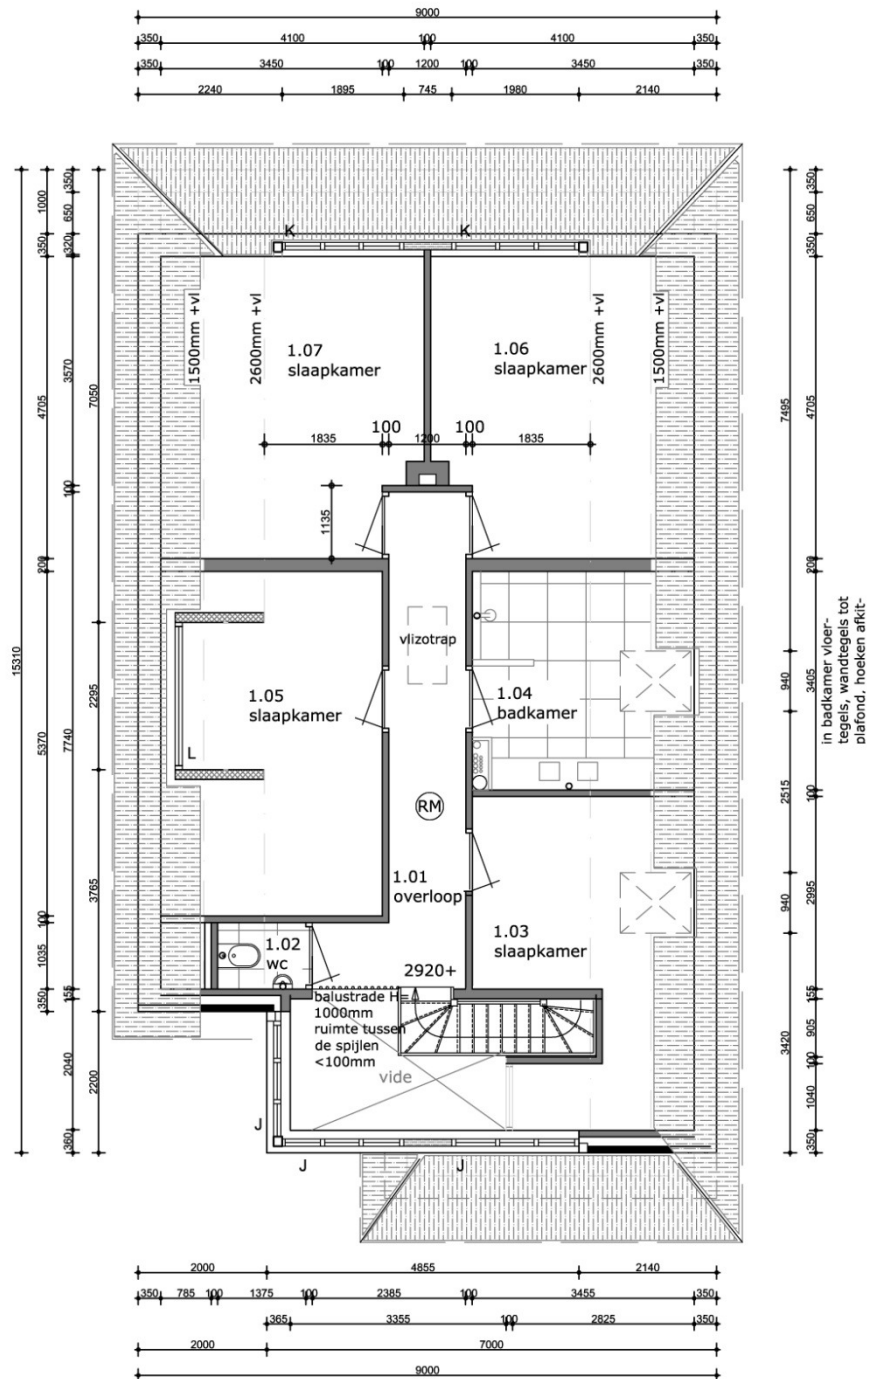 9000
350 4100 100 4100 350
350 3450 100 1200 100 3450 350
2240 1895 745 1980 2140
15310
1000
350
4705
100
200
5370
100
1035
350
2040
360
350
650
320
3570
7740
155
7050
2295
3765
2200
K K
1500mm +vl
2600mm +vl
2600mm +vl
1500mm +vl
1.07
slaapkamer
1.06
slaapkamer
100 100
1835 1200 1835
1135
vlizotrap
1.05
slaapkamer
1.04
badkamer
L
RM
1.01
overloop
1.03
slaapkamer
1.02
wc
2920+
balustrade H=
1000mm
ruimte tussen
de spijlen
<100mm
vide
J
J J
7495
940
2515
940
3420
350
650
350
4705
200
3405
100
2995
155
905
100
1040
350
in badkamer vloer-
tegels, wandtegels tot
plafond, hoeken afkit-
2000 4855 2140
350 785 100 1375 100 2385 100 3455 350
365 3355 100 2825 350
2000 7000
9000